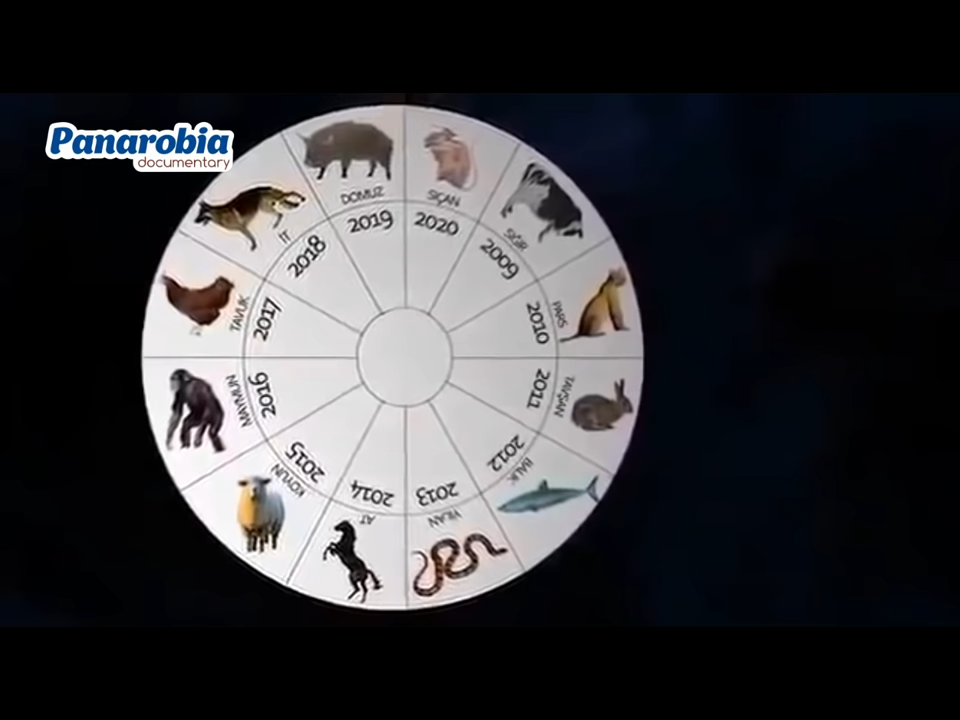 Panarobia
documentary
DOMUZ
2019
SIÇAN
2020
SIĞIR
2009
PARS
2010
TAVŞAN
2011
BALIK
2012
YILAN
2013
AT
2014
KOYUN
2015
MAYMUN
2016
TAVUK
2017
İT
2018